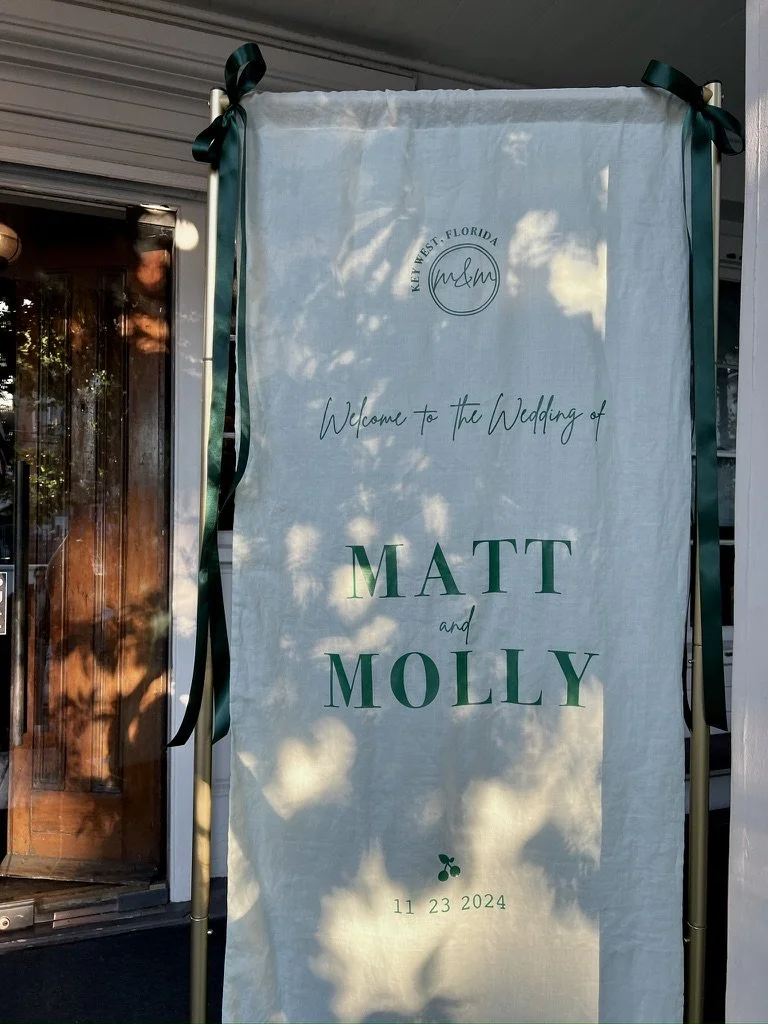 KEY WEST, FLORIDA
m&m
Welcome to the Wedding of
MATT
and
MOLLY
11 23 2024